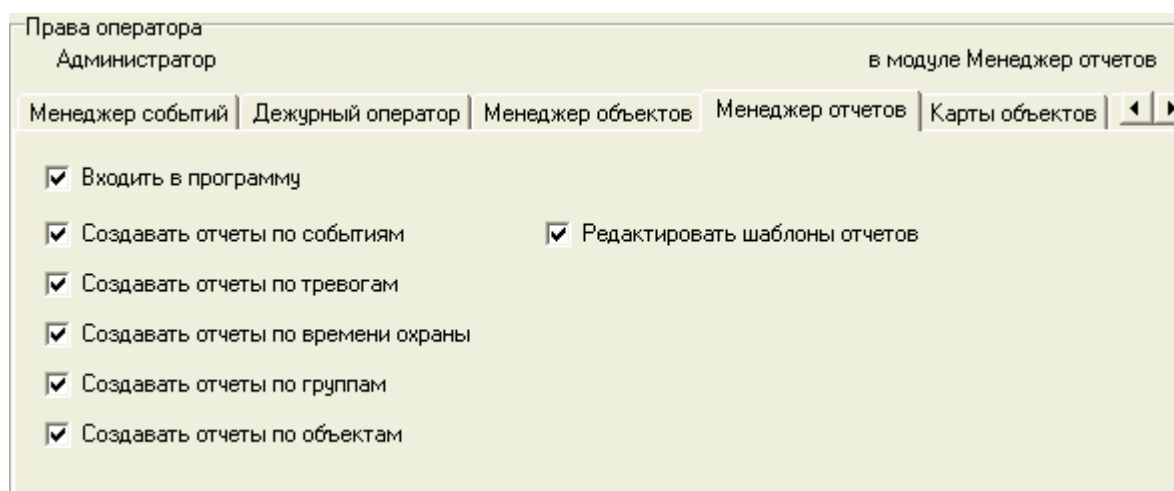 Права оператора
Администратор в модуле Менеджер отчетов
Менеджер событий Дежурный оператор Менеджер объектов Менеджер отчетов Карты объектов
Входить в программу
Создавать отчеты по событиям Редактировать шаблоны отчетов
Создавать отчеты по тревогам
Создавать отчеты по времени охраны
Создавать отчеты по группам
Создавать отчеты по объектам